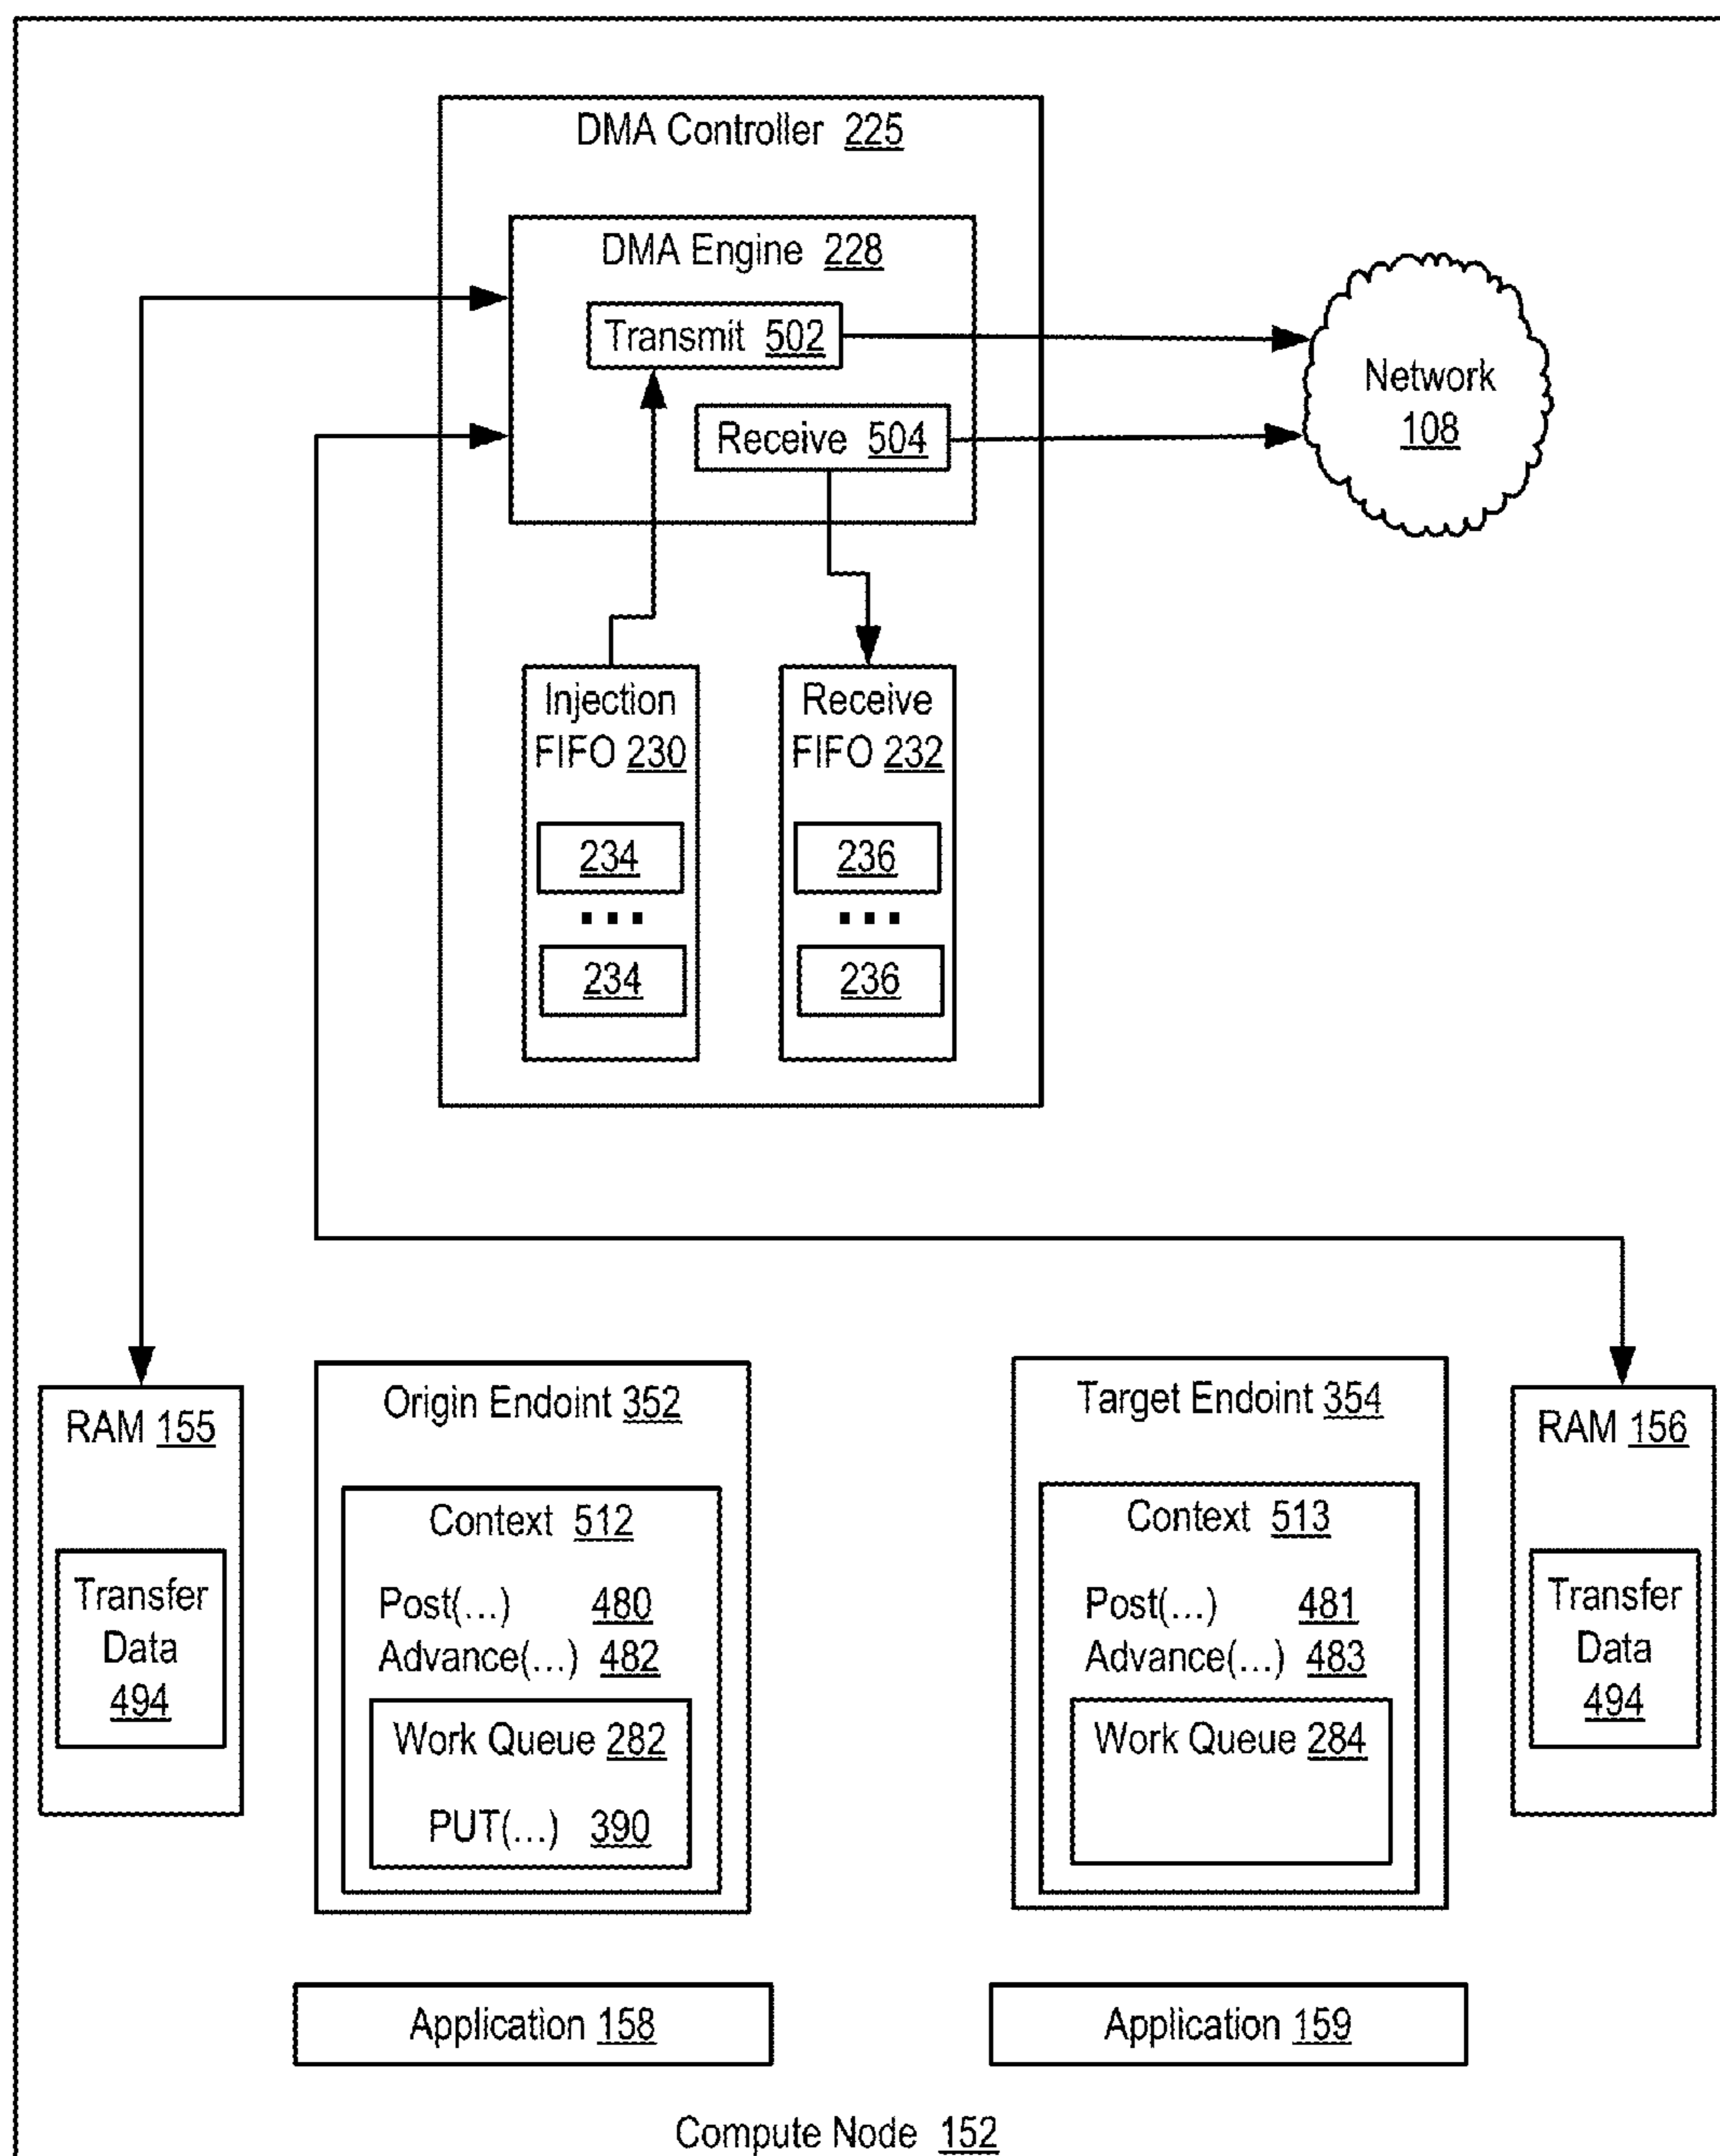 DMA Controller 225
DMA Engine 228
Transmit 502
Receive 504
Network
108
Injection
FIFO 230
234
...
234
Receive
FIFO 232
236
...
236
RAM 155
Transfer
Data
494
Origin Endoint 352
Context 512
Post(...) 480
Advance(...) 482
Work Queue 282
PUT(...) 390
Target Endoint 354
Context 513
Post(...) 481
Advance(...) 483
Work Queue 284
RAM 156
Transfer
Data
494
Application 158
Application 159
Compute Node 152